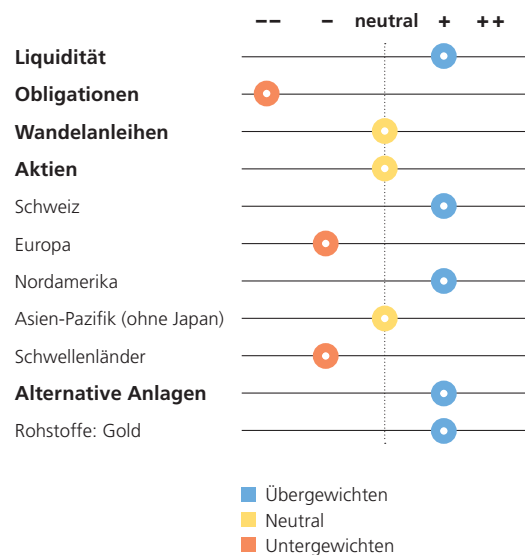 -- - neutral + ++
Liquidität
Obligationen
Wandelanleihen
Aktien
Schweiz
Europa
Nordamerika
Asien-Pazifik (ohne Japan)
Schwellenländer
Alternative Anlagen
Rohstoffe: Gold
Übergewichten
Neutral
Untergewichten